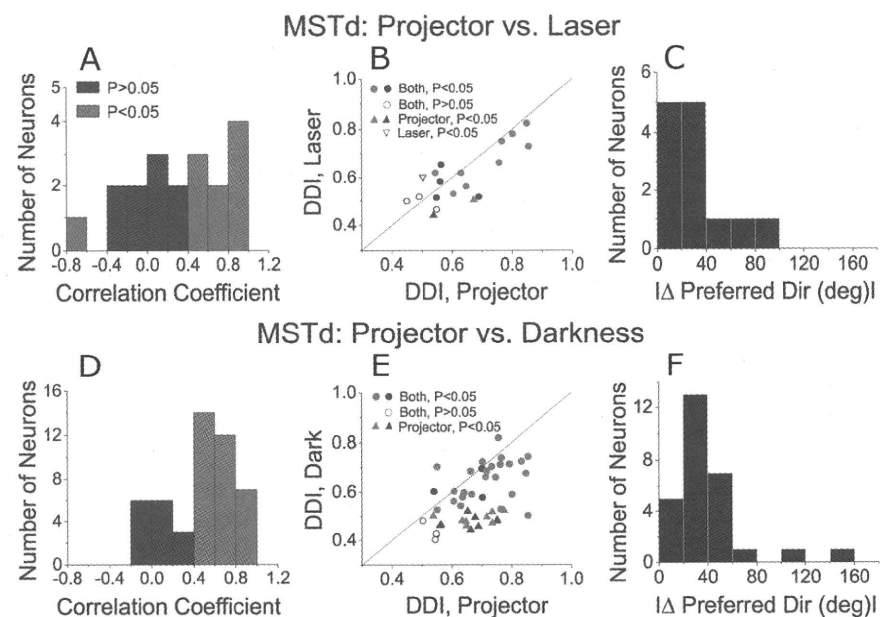 MSTd: Projector vs. Laser
A
Number of Neurons
5
4
2
0
P>0.05
P<0.05
-0.8 -0.4 0.0 0.4 0.8 1.2
Correlation Coefficient
B
DDI, Laser
1.0
0.8
0.6
0.4
Both, P<0.05
Both, P>0.05
Projector, P<0.05
Laser, P<0.05
0.4 0.6 0.8 1.0
DDI, Projector
C
Number of Neurons
6
4
2
0
0 40 80 120 160
|Δ Preferred Dir (deg)|
MSTd: Projector vs. Darkness
D
Number of Neurons
16
12
8
4
0
-0.8 -0.4 0.0 0.4 0.8 1.2
Correlation Coefficient
E
DDI, Dark
1.0
0.8
0.6
0.4
Both, P<0.05
Both, P>0.05
Projector, P<0.05
0.4 0.6 0.8 1.0
DDI, Projector
F
Number of Neurons
12
8
4
0
0 40 80 120 160
|Δ Preferred Dir (deg)|